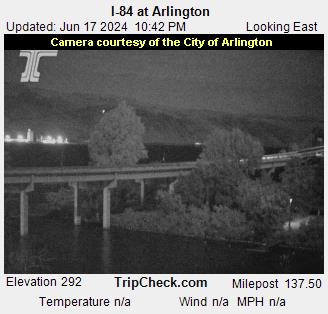 I-84 at Arlington
Updated: Jun 17 2024 10:42 PM Looking East
Camera courtesy of the City of Arlington
Elevation 292 TripCheck.com Milepost 137.50
Temperature n/a Wind n/a MPH n/a